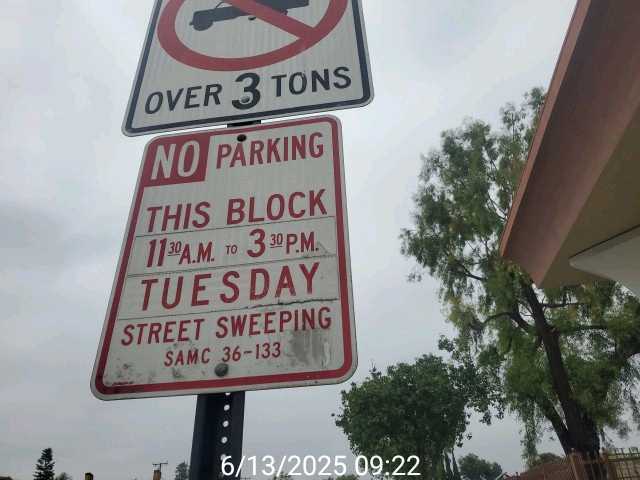 OVER 3 TONS
NO PARKING
THIS BLOCK
11 30 A.M. TO 3 30 P.M.
TUESDAY
STREET SWEEPING
SAMC 36-133
6/13/2025 09:22